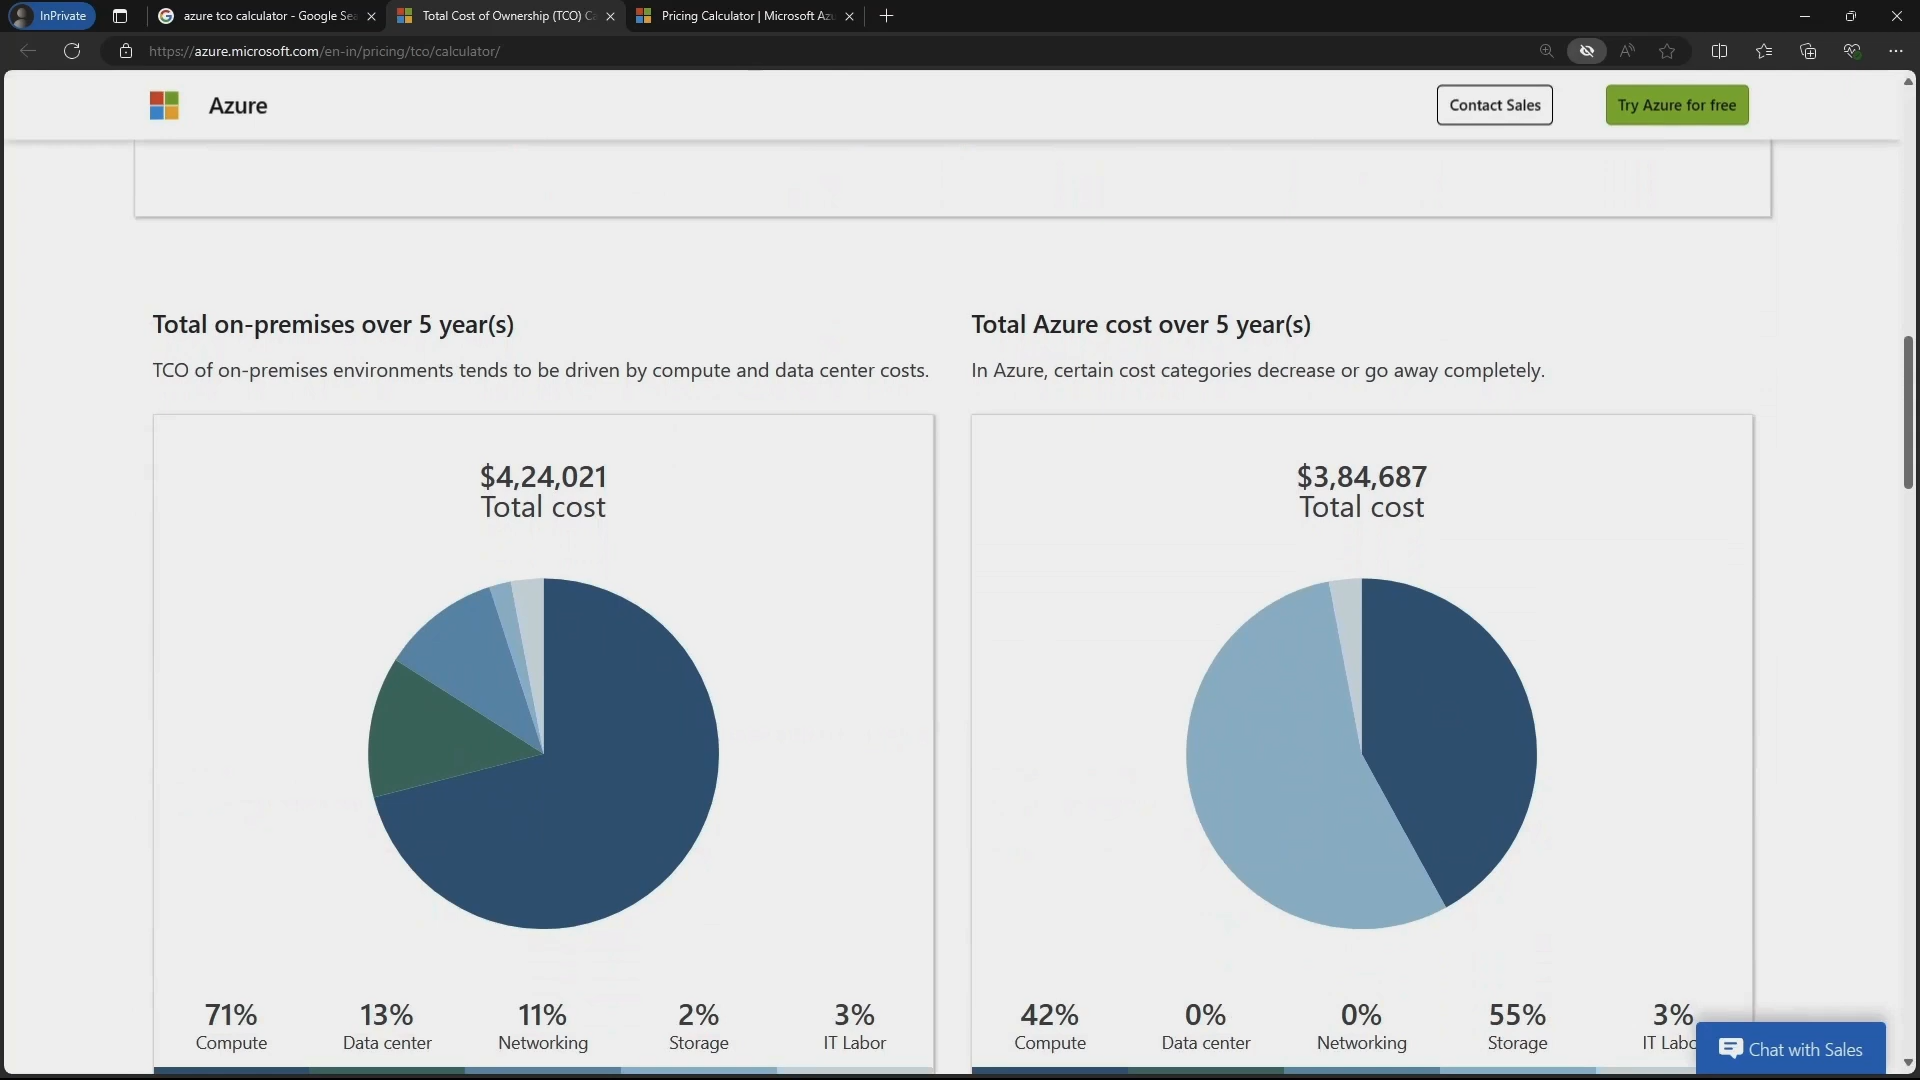 InPrivate
azure tco calculator - Google Sea
Total Cost of Ownership (TCO) C
Pricing Calculator | Microsoft Azu
https://azure.microsoft.com/en-in/pricing/tco/calculator/
Azure
Contact Sales
Try Azure for free
Total on-premises over 5 year(s)
TCO of on-premises environments tends to be driven by compute and data center costs.
$4,24,021
Total cost
71%
Compute
13%
Data center
11%
Networking
2%
Storage
3%
IT Labor
Total Azure cost over 5 year(s)
In Azure, certain cost categories decrease or go away completely.
$3,84,687
Total cost
42%
Compute
0%
Data center
0%
Networking
55%
Storage
3%
IT Labo
Chat with Sales